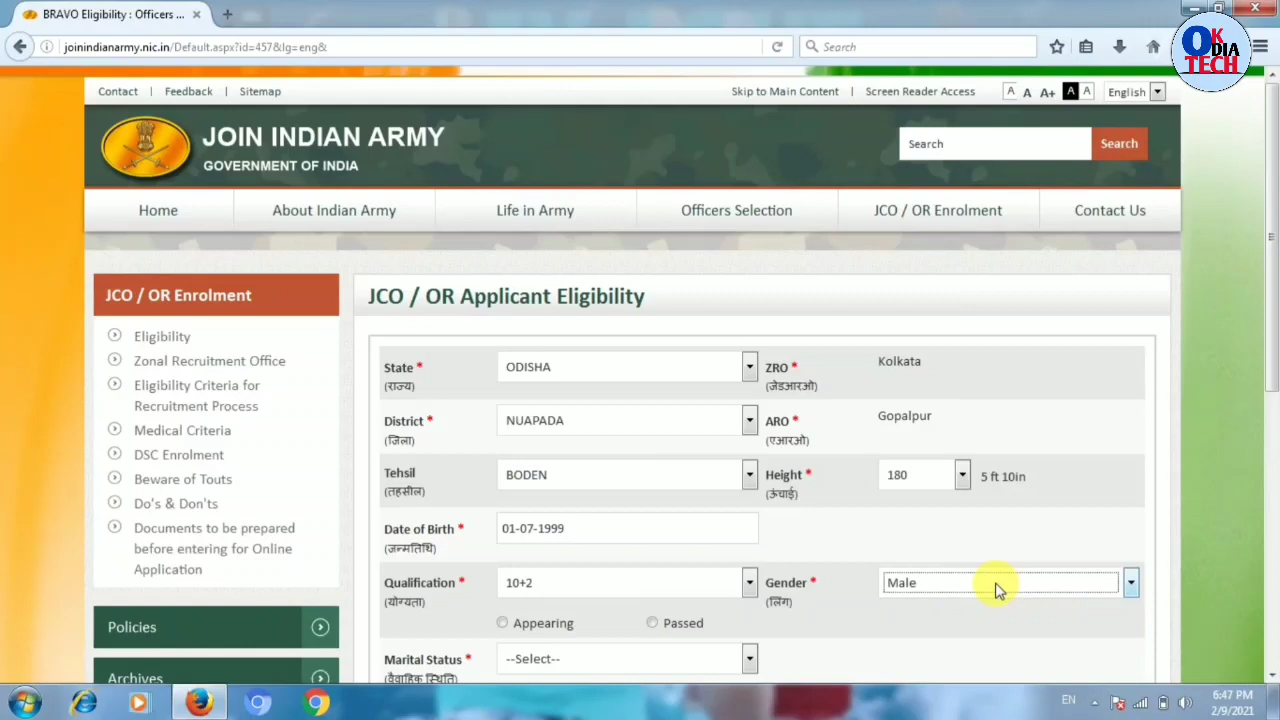 BRAVO Eligibility : Officers ...
joinindianarmy.nic.in/Default.aspx?id=457&lg=eng&
Search
OK
DIA
TECH
Contact | Feedback | Sitemap
Skip to Main Content | Screen Reader Access
A A A+ A A
English
JOIN INDIAN ARMY
GOVERNMENT OF INDIA
Search
Search
Home
About Indian Army
Life in Army
Officers Selection
JCO / OR Enrolment
Contact Us
JCO / OR Enrolment
Eligibility
Zonal Recruitment Office
Eligibility Criteria for
Recruitment Process
Medical Criteria
DSC Enrolment
Beware of Touts
Do's & Don'ts
Documents to be prepared
before entering for Online
Application
Policies
Archives
JCO / OR Applicant Eligibility
State * ODISHA ZRO * Kolkata
(राज्य) (जेडआरओ)
District * NUAPADA ARO * Gopalpur
(जिला) (एआरओ)
Tehsil BODEN Height * 180 5 ft 10in
(तहसील) (ऊंचाई)
Date of Birth * 01-07-1999
(जन्मतिथि)
Qualification * 10+2 Gender * Male
(योग्यता) (लिंग)
Appearing Passed
Marital Status * --Select--
(वैवाहिक स्थिति)
EN
6:47 PM
2/9/2021